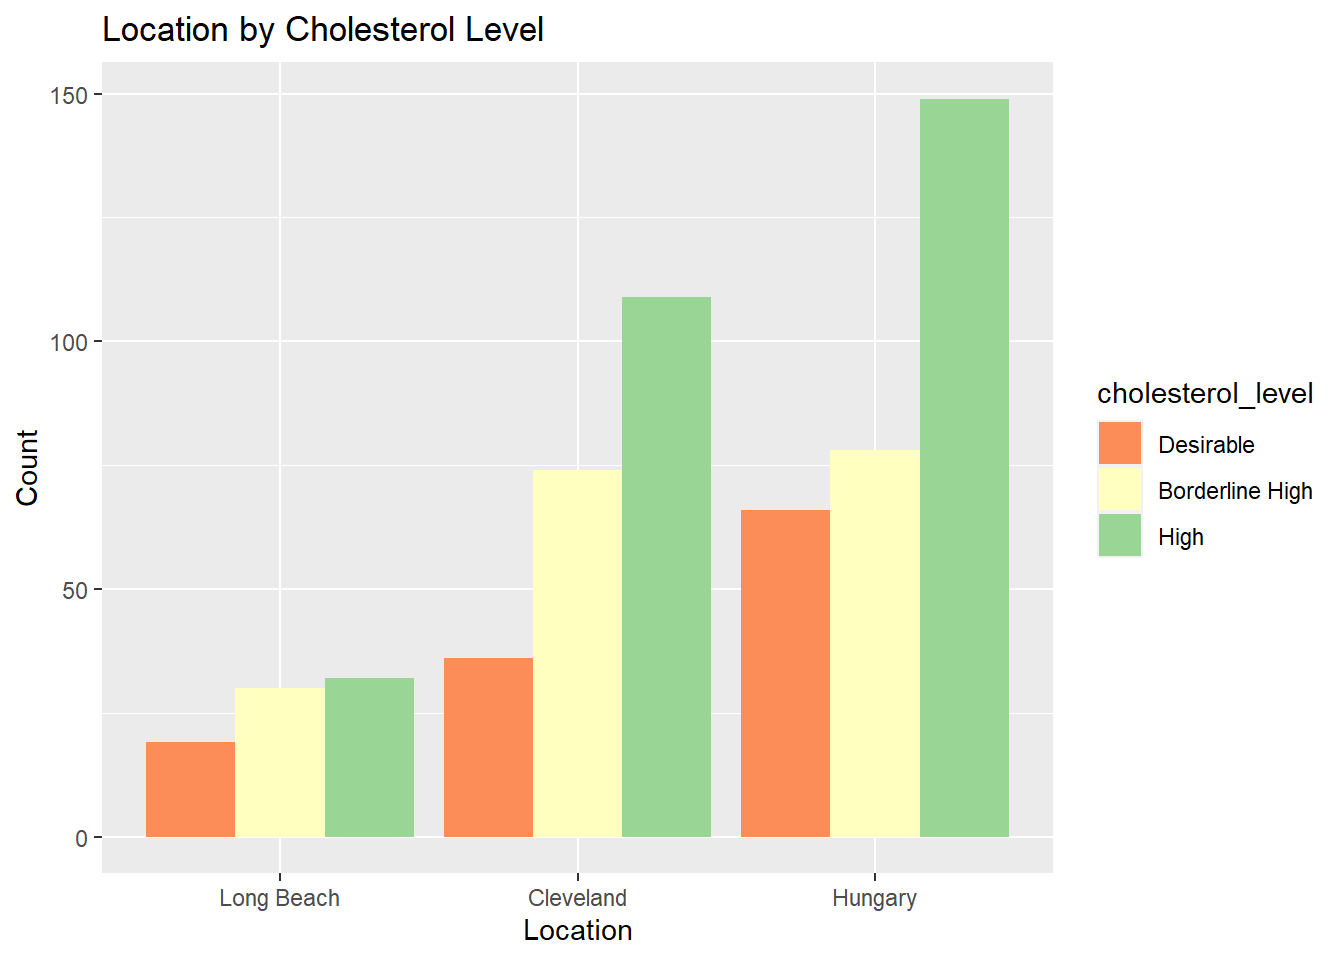 Location by Cholesterol Level
150
100
50
0
Count
Long Beach
Cleveland
Hungary
Location
cholesterol_level
Desirable
Borderline High
High